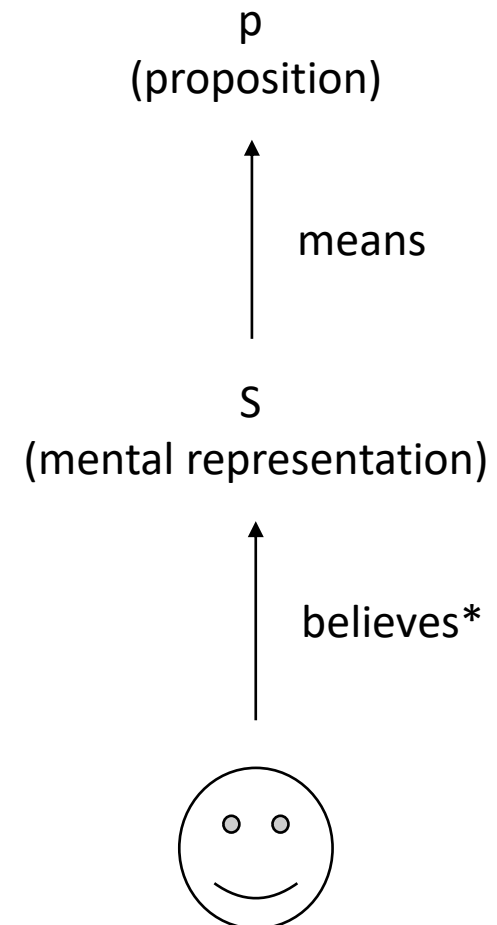 p
(proposition)
means
S
(mental representation)
believes*